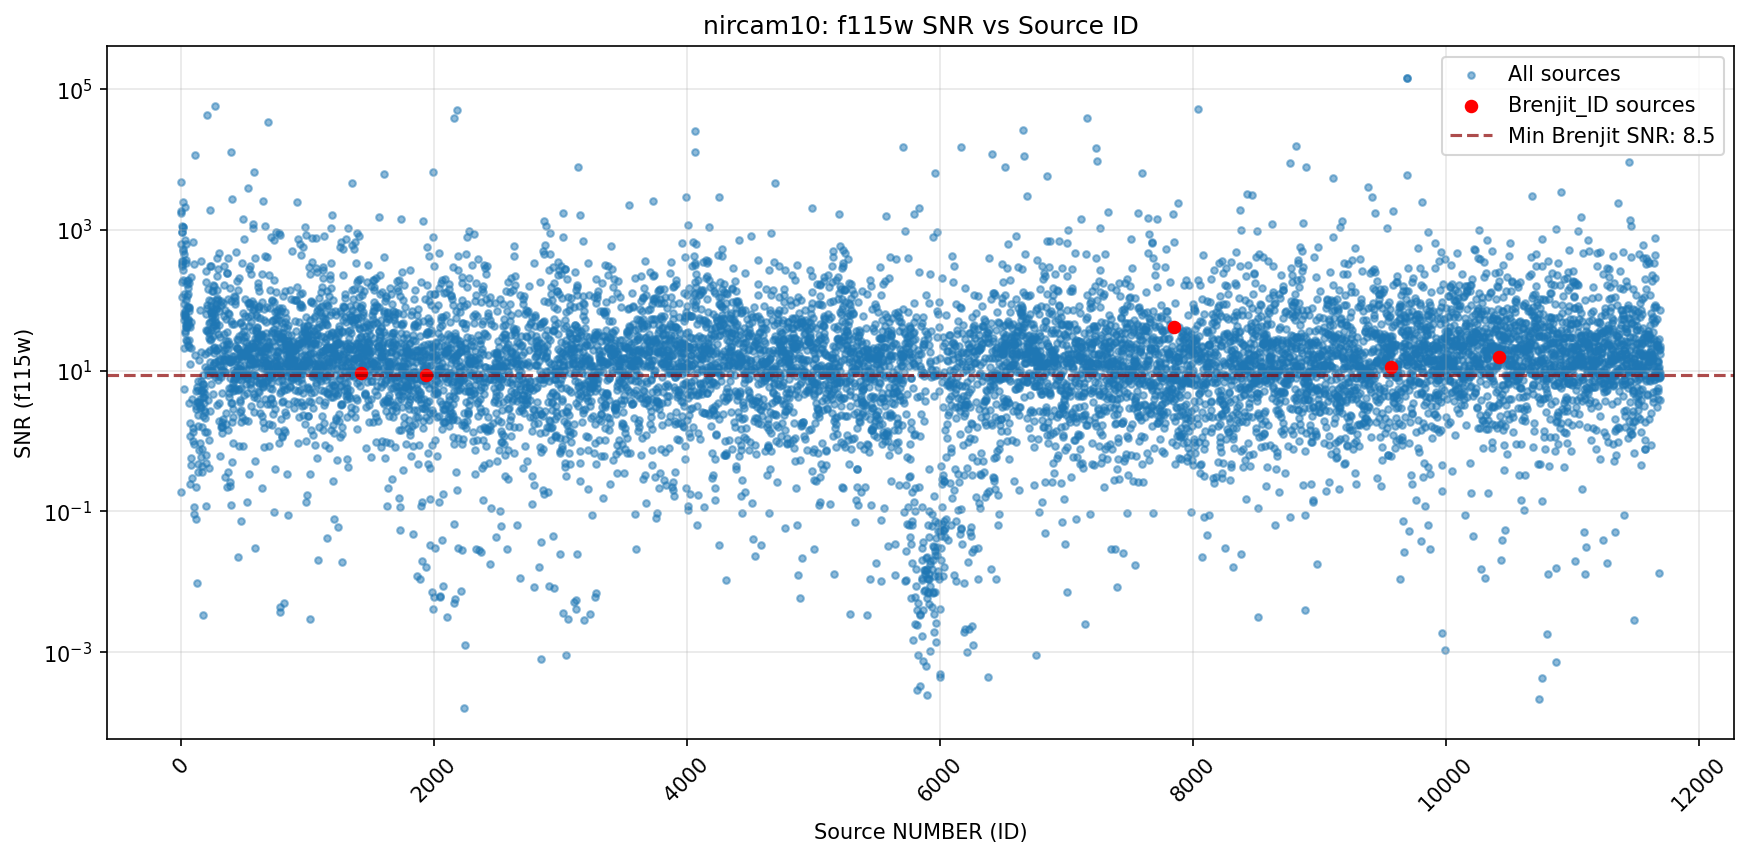 nircam10: f115w SNR vs Source ID
All sources
Brenjit_ID sources
Min Brenjit SNR: 8.5
SNR (f115w)
10^5
10^3
10^1
10^−1
10^−3
0
2000
4000
6000
8000
10000
12000
Source NUMBER (ID)